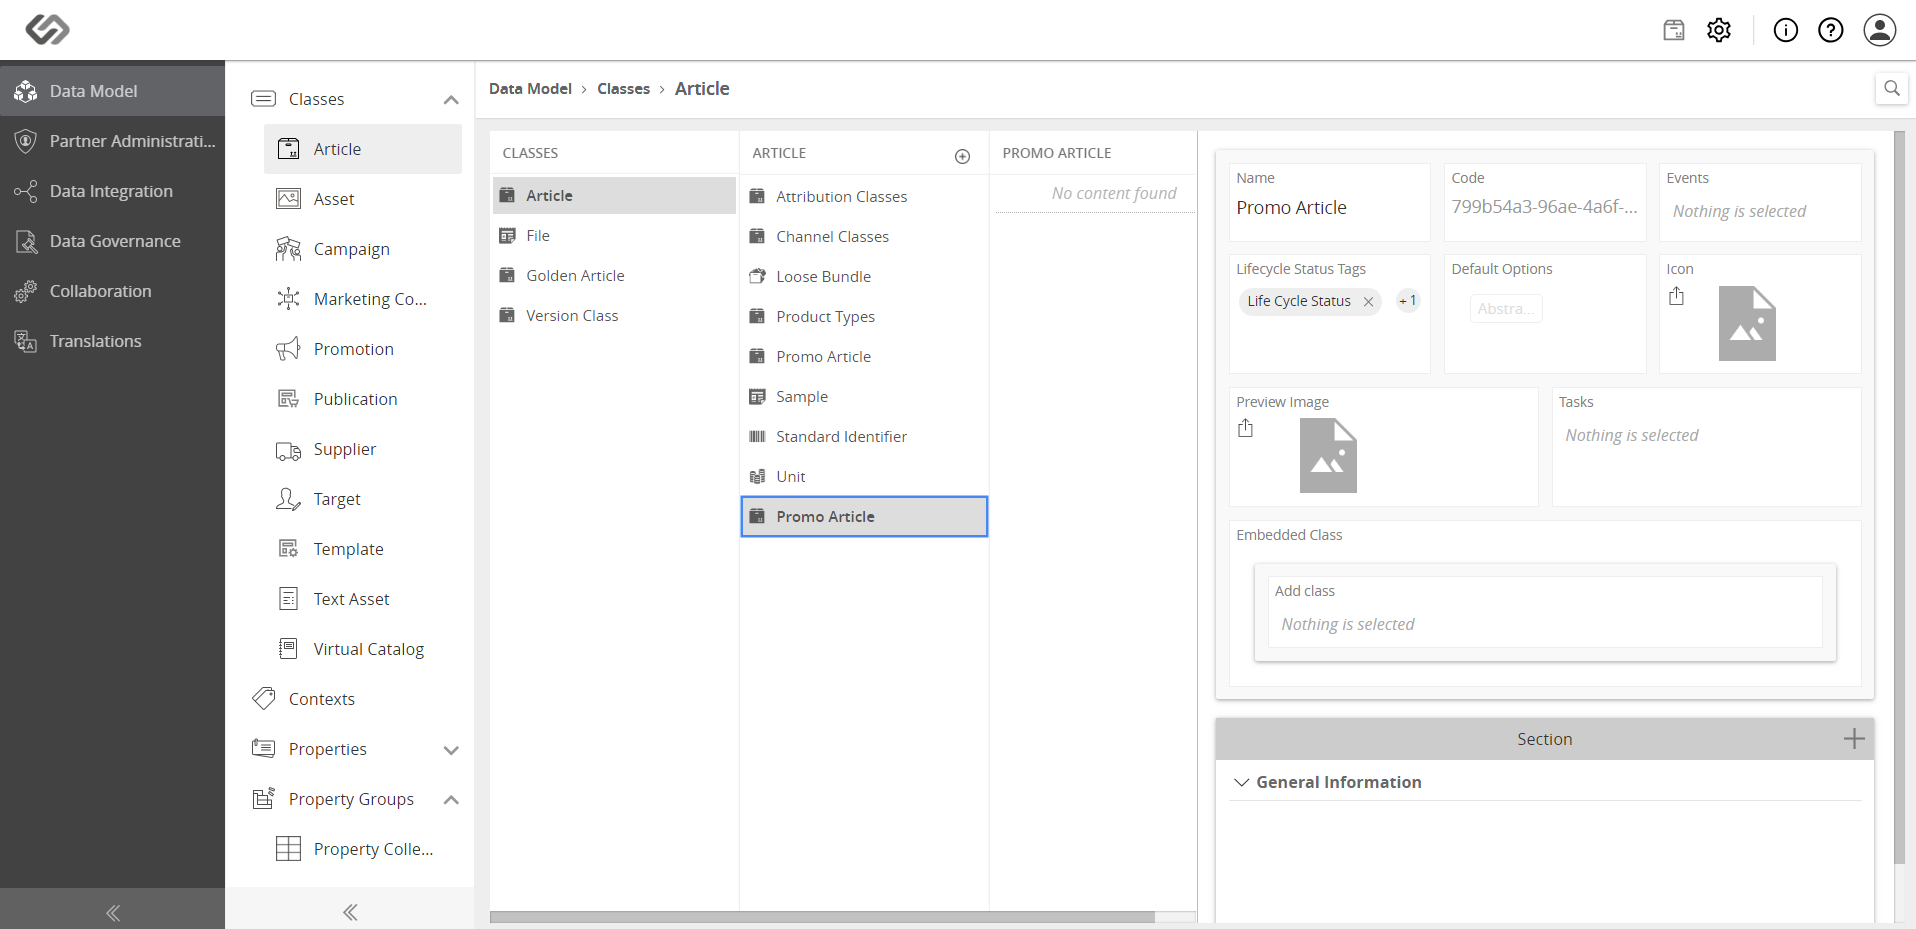 Data Model
Partner Administrati...
Data Integration
Data Governance
Collaboration
Translations
Classes
Article
Asset
Campaign
Marketing Co...
Promotion
Publication
Supplier
Target
Template
Text Asset
Virtual Catalog
Contexts
Properties
Property Groups
Property Colle...
Data Model › Classes › Article
CLASSES
Article
File
Golden Article
Version Class
ARTICLE
Attribution Classes
Channel Classes
Loose Bundle
Product Types
Promo Article
Sample
Standard Identifier
Unit
Promo Article
PROMO ARTICLE
No content found
Name
Promo Article
Code
799b54a3-96ae-4a6f-...
Events
Nothing is selected
Lifecycle Status Tags
Life Cycle Status
+1
Default Options
Abstra...
Icon
Preview Image
Tasks
Nothing is selected
Embedded Class
Add class
Nothing is selected
Section
General Information